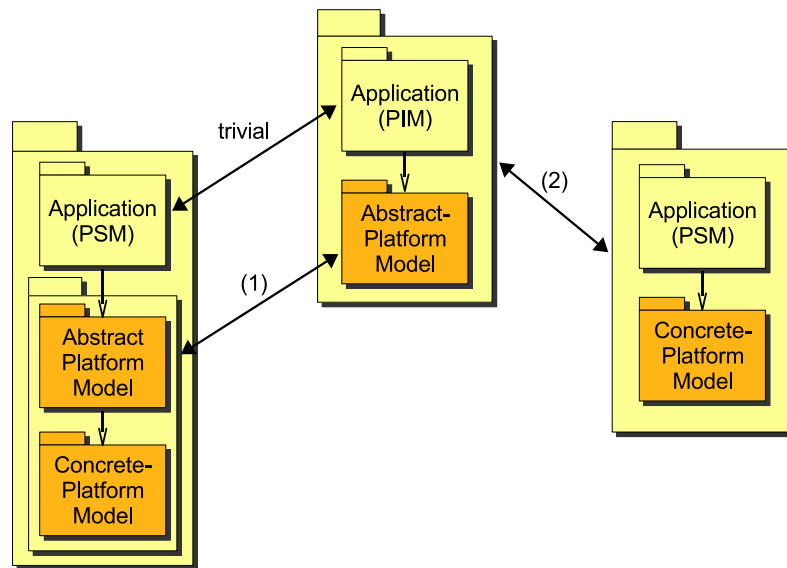 Application
(PIM)
Abstract-
Platform
Model
trivial
(1)
(2)
Application
(PSM)
Abstract
Platform
Model
Concrete-
Platform
Model
Application
(PSM)
Concrete-
Platform
Model